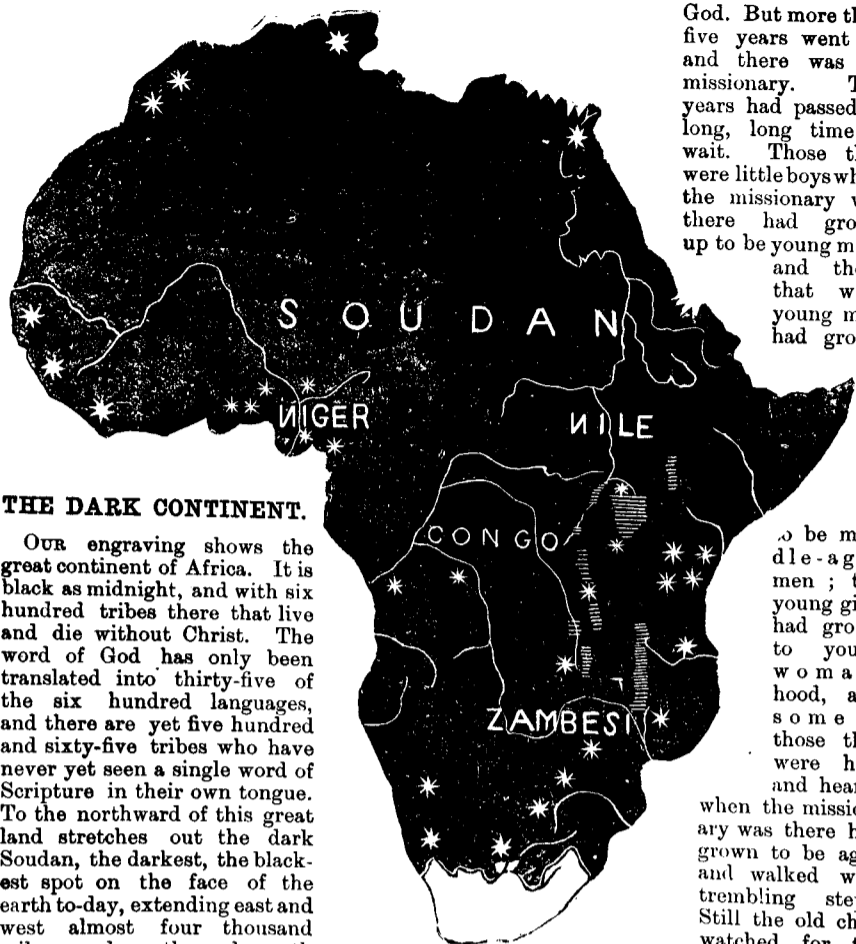 SOUDAN
NIGER
NILE
CONGO
ZAMBESI
THE DARK CONTINENT.
OUR engraving shows the
great continent of Africa. It is
black as midnight, and with six
hundred tribes there that live
and die without Christ. The
word of God has only been
translated into thirty-five of
the six hundred languages,
and there are yet five hundred
and sixty-five tribes who have
never yet seen a single word of
Scripture in their own tongue.
To the northward of this great
land stretches out the dark
Soudan, the darkest, the black-
est spot on the face of the
earth to-day, extending east and
west almost four thousand
God. But more th
five years went
and there was
missionary. T
years had passed
long, long time
wait. Those th
were little boys wh
the missionary w
there had gro
up to be young m
and the
that w
young m
had gro
o be m
dle-ag
men ; t
young gi
had gro
to you
woma
hood, a
some
those th
were h
and hear
when the missio
ary was there h
grown to be ag
and walked w
trembling ste
Still the old ch
watched for